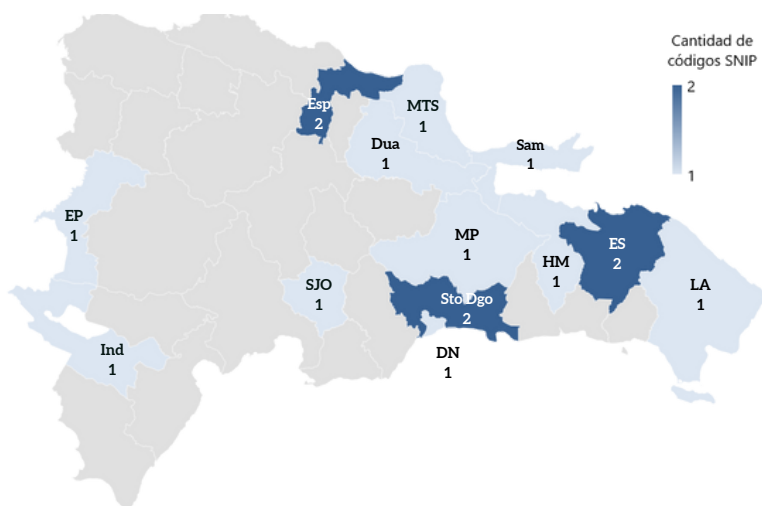 Cantidad de
códigos SNIP
2
1
Esp
2
MTS
1
Dua
1
Sam
1
EP
1
MP
1
HM
1
ES
2
LA
1
SJO
1
Sto Dgo
2
DN
1
Ind
1